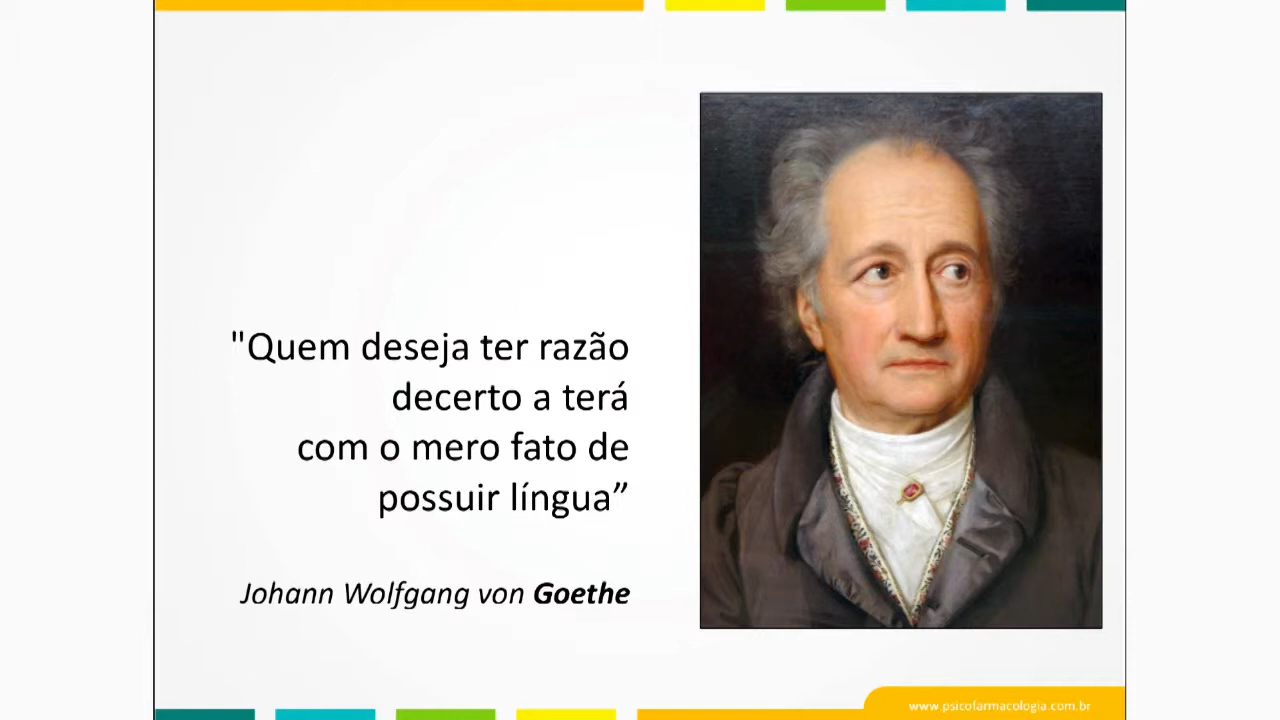 "Quem deseja ter razão
decerto a terá
com o mero fato de
possuir língua”
Johann Wolfgang von Goethe
www.psicofarmacologia.com.br